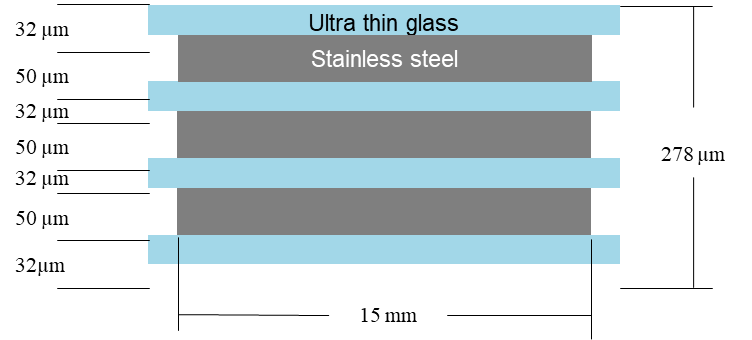 Ultra thin glass
32 μm
Stainless steel
50 μm
32 μm
50 μm
278 μm
32 μm
50 μm
32μm
15 mm